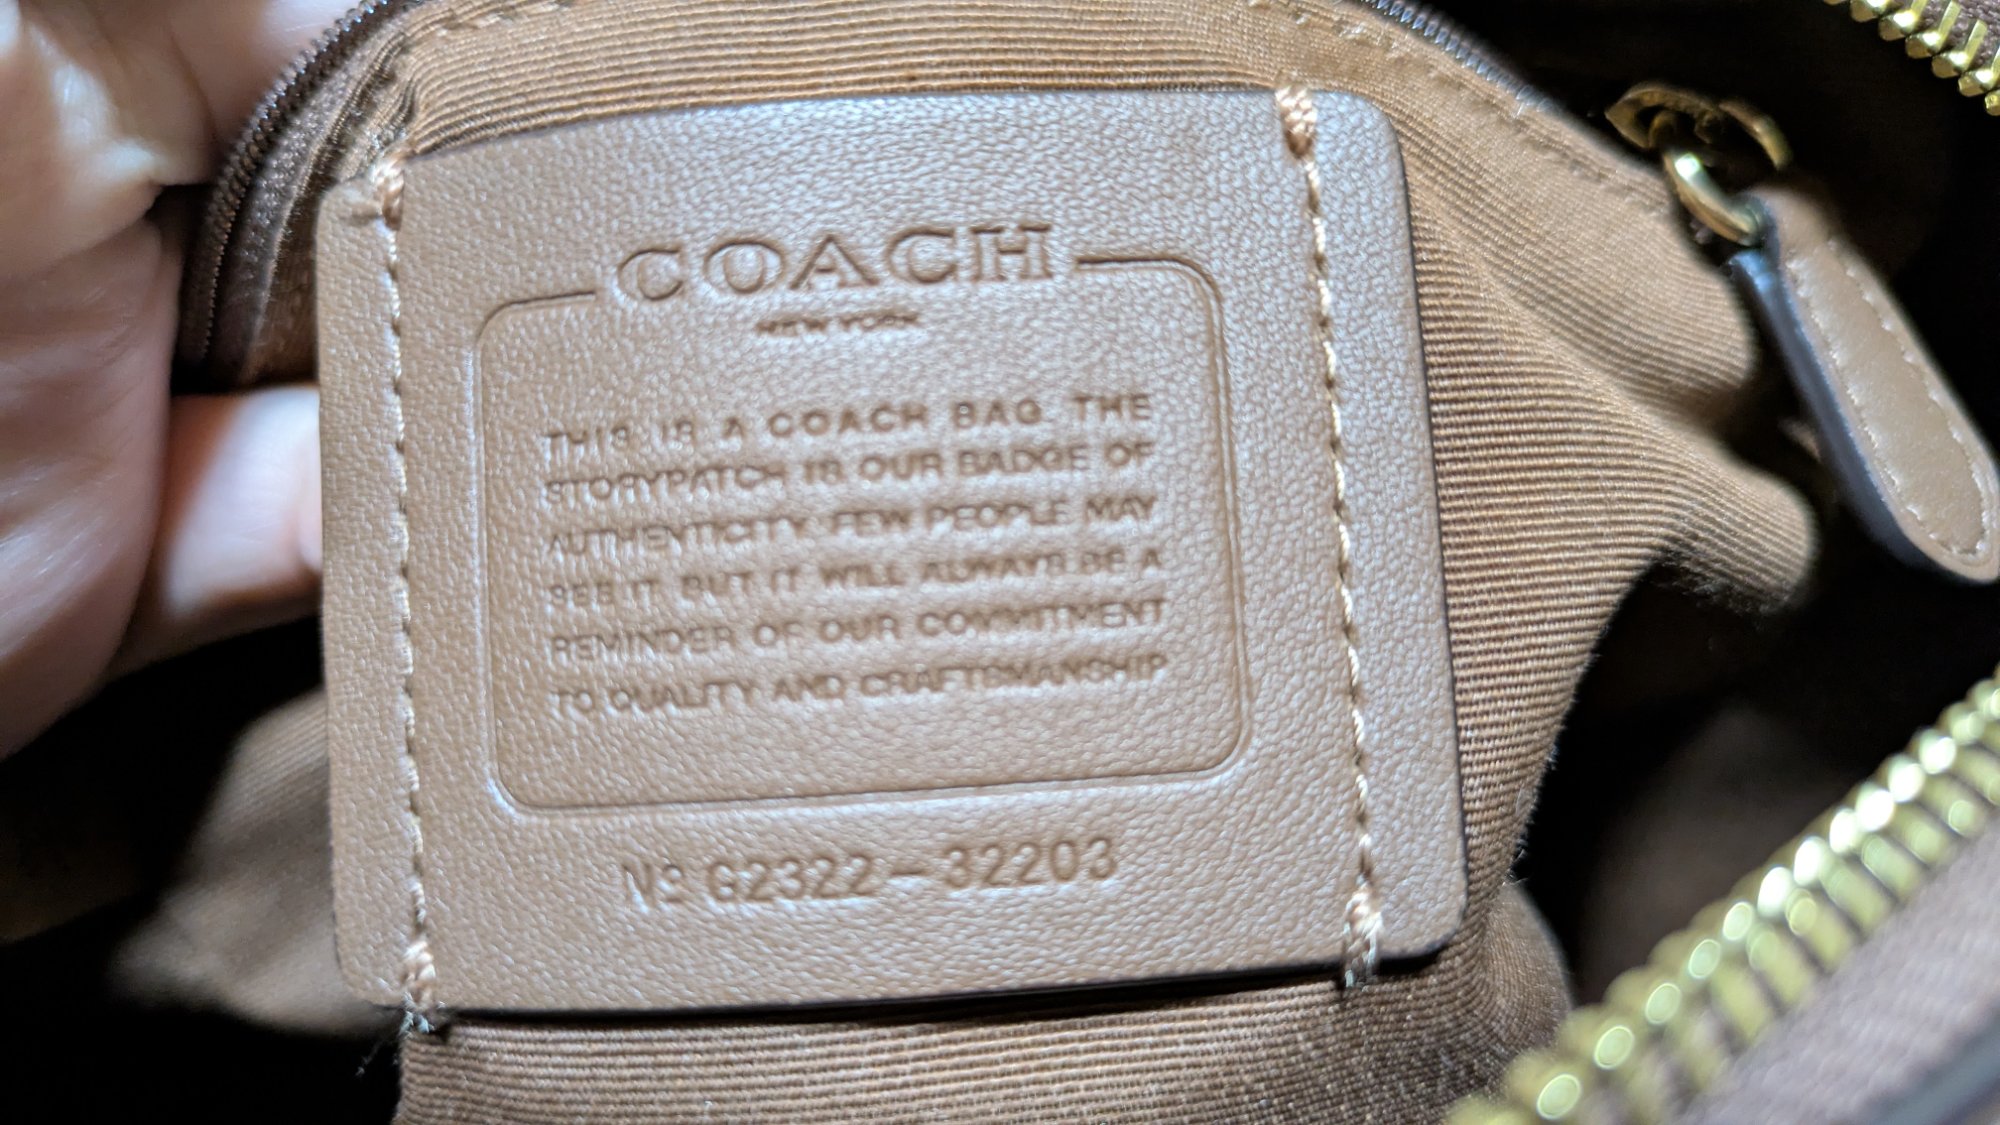 COACH
NEW YORK
THIS IS A COACH BAG. THE
STORYPATCH IS OUR BADGE OF
AUTHENTICITY. FEW PEOPLE MAY
SEE IT. BUT IT WILL ALWAYS BE A
REMINDER OF OUR COMMITMENT
TO QUALITY AND CRAFTSMANSHIP
Nº G2322-32203